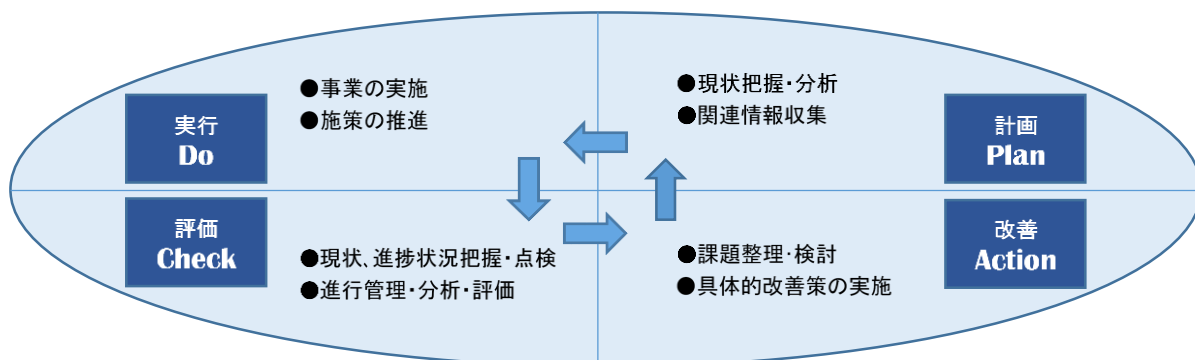 ●事業の実施
●施策の推進
実行
Do
●現状把握・分析
●関連情報収集
計画
Plan
評価
Check
●現状、進捗状況把握・点検
●進行管理・分析・評価
●課題整理・検討
●具体的改善策の実施
改善
Action